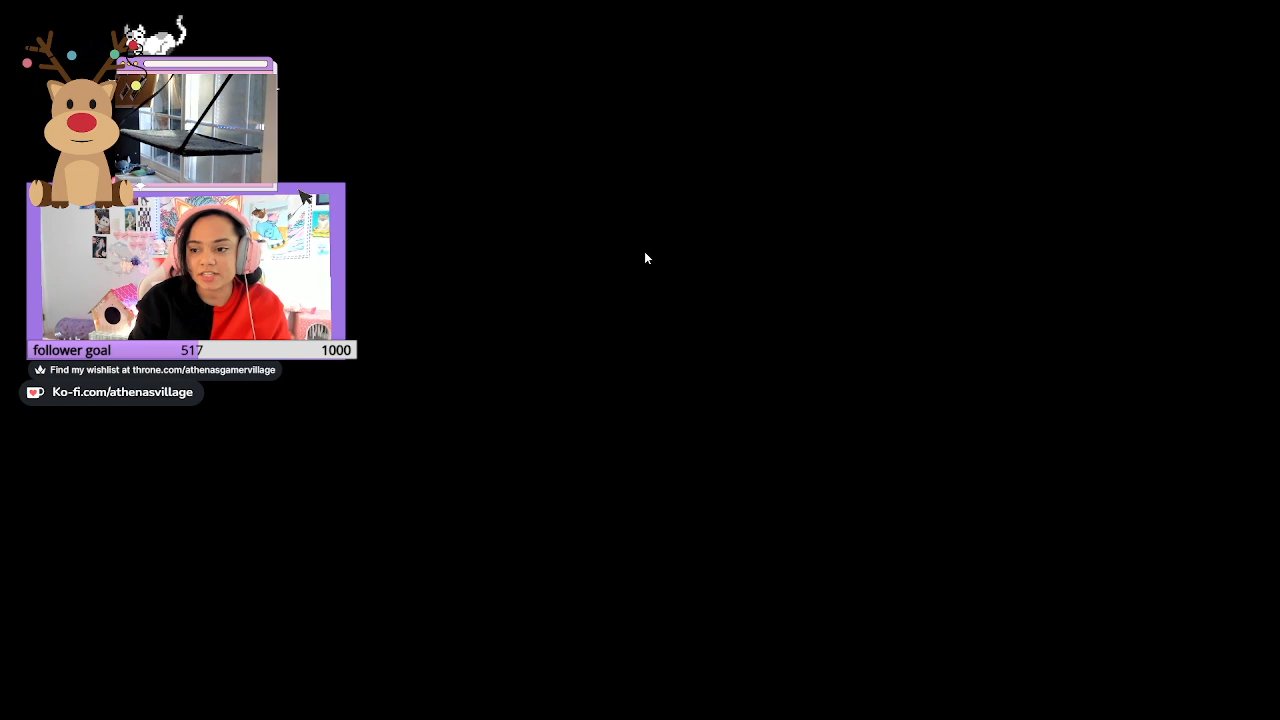 follower goal 517 1000
Find my wishlist at throne.com/athenasgamervillage
Ko-fi.com/athenasvillage